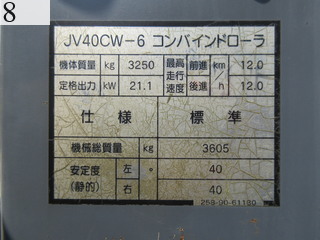 8
JV40CW-6 コンバインドローラ
機体質量 kg 3250 最高走行速度 前進 km/h 12.0
定格出力 kW 21.1 後進 12.0
仕様 標準
機械総質量 kg 3605
安定度(静的) 左 ° 40
右 40